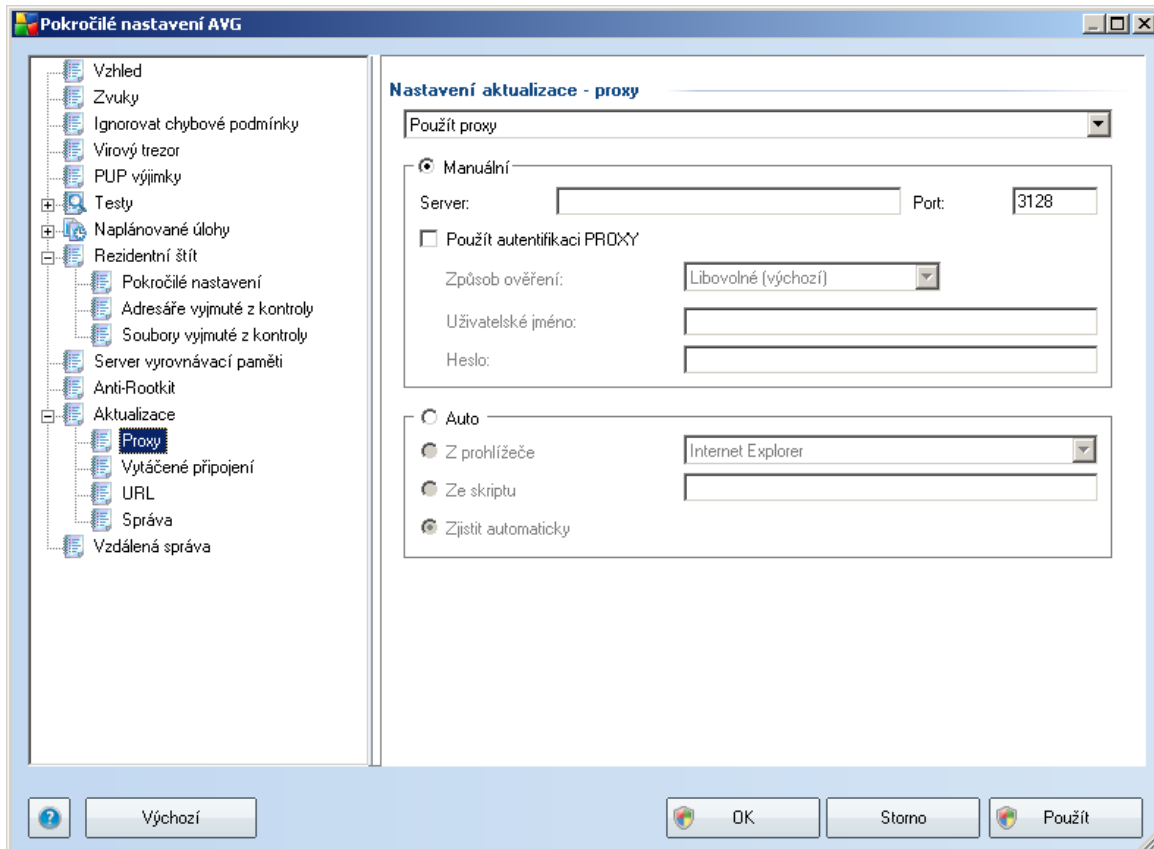 Pokročilé nastavení AVG
Vzhled
Zvuky
Ignorovat chybové podmínky
Virový trezor
PUP výjimky
Testy
Naplánované úlohy
Rezidentní štít
Pokročilé nastavení
Adresáře vyjmuté z kontroly
Soubory vyjmuté z kontroly
Server vyrovnávací paměti
Anti-Rootkit
Aktualizace
Proxy
Vytáčené připojení
URL
Správa
Vzdálená správa
Nastavení aktualizace - proxy
Použít proxy
Manuální
Server: Port: 3128
Použít autentifikaci PROXY
Způsob ověření: Libovolné (výchozí)
Uživatelské jméno:
Heslo:
Auto
Z prohlížeče Internet Explorer
Ze skriptu
Zjistit automaticky
? Výchozí OK Storno Použít